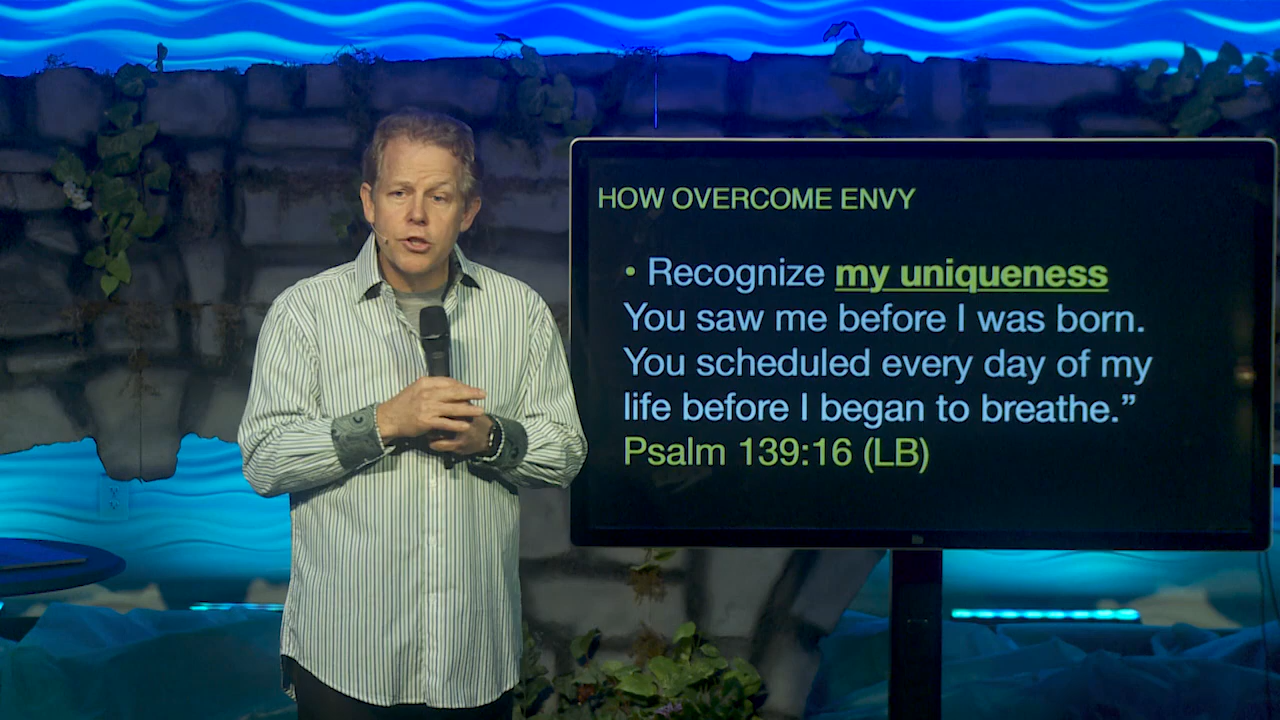 HOW OVERCOME ENVY
• Recognize my uniqueness
You saw me before I was born.
You scheduled every day of my
life before I began to breathe.”
Psalm 139:16 (LB)